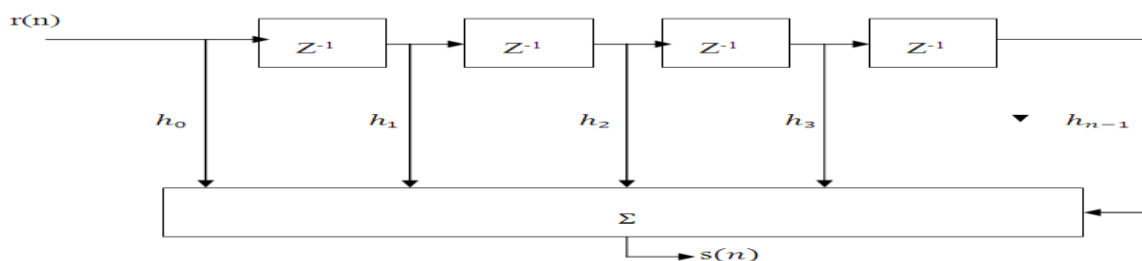 r(n)
Z⁻¹ Z⁻¹ Z⁻¹ Z⁻¹
h₀ h₁ h₂ h₃ hₙ₋₁
Σ
s(n)